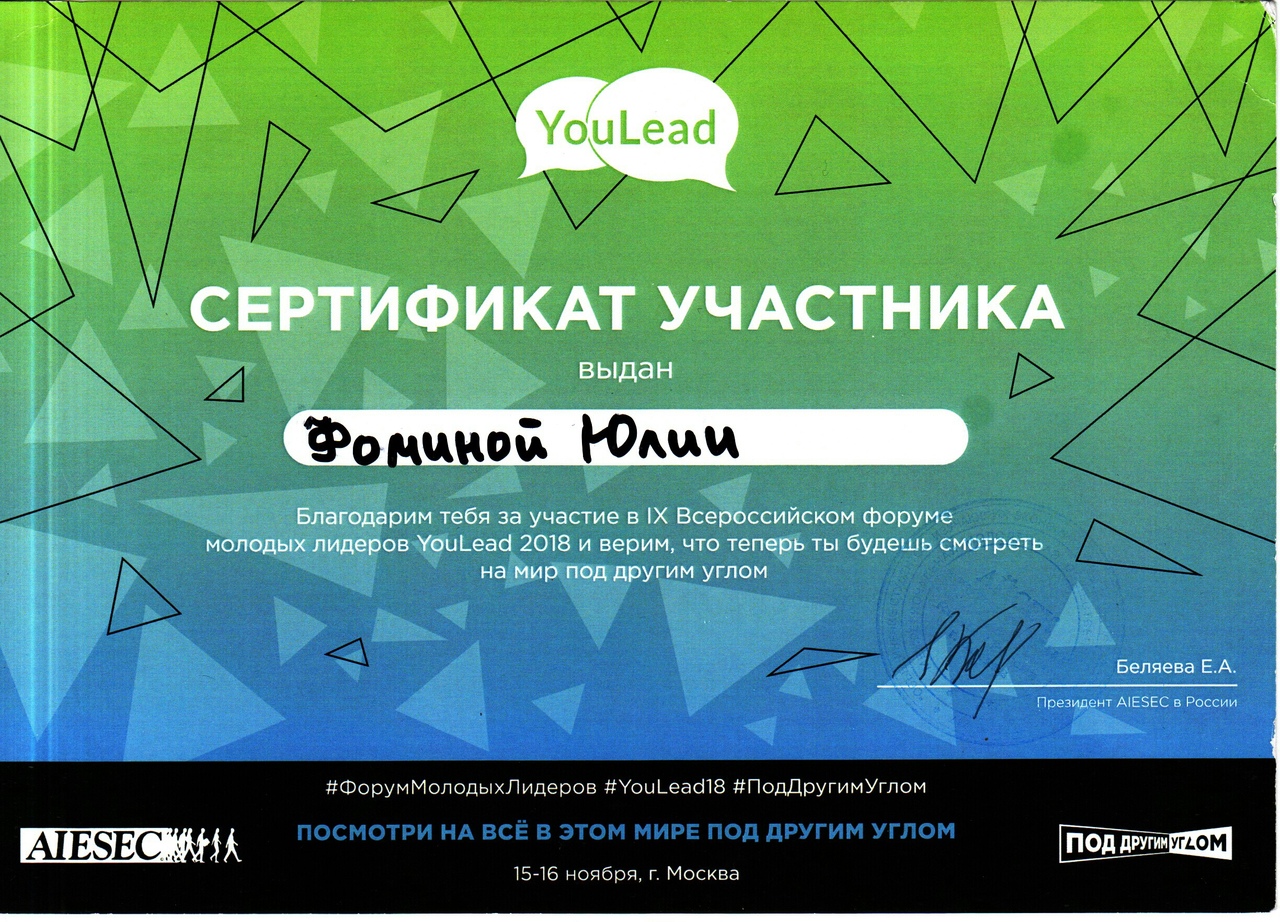 YouLead
СЕРТИФИКАТ УЧАСТНИКА
выдан
Фоминой Юлии
Благодарим тебя за участие в IX Всероссийском форуме
молодых лидеров YouLead 2018 и верим, что теперь ты будешь смотреть
на мир под другим углом
Беляева Е.А.
Президент AIESEC в России
#ФорумМолодыхЛидеров #YouLead18 #ПодДругимУглом
ПОСМОТРИ НА ВСЁ В ЭТОМ МИРЕ ПОД ДРУГИМ УГЛОМ
AIESEC
ПОД ДРУГИМ УГЛОМ
15-16 ноября, г. Москва